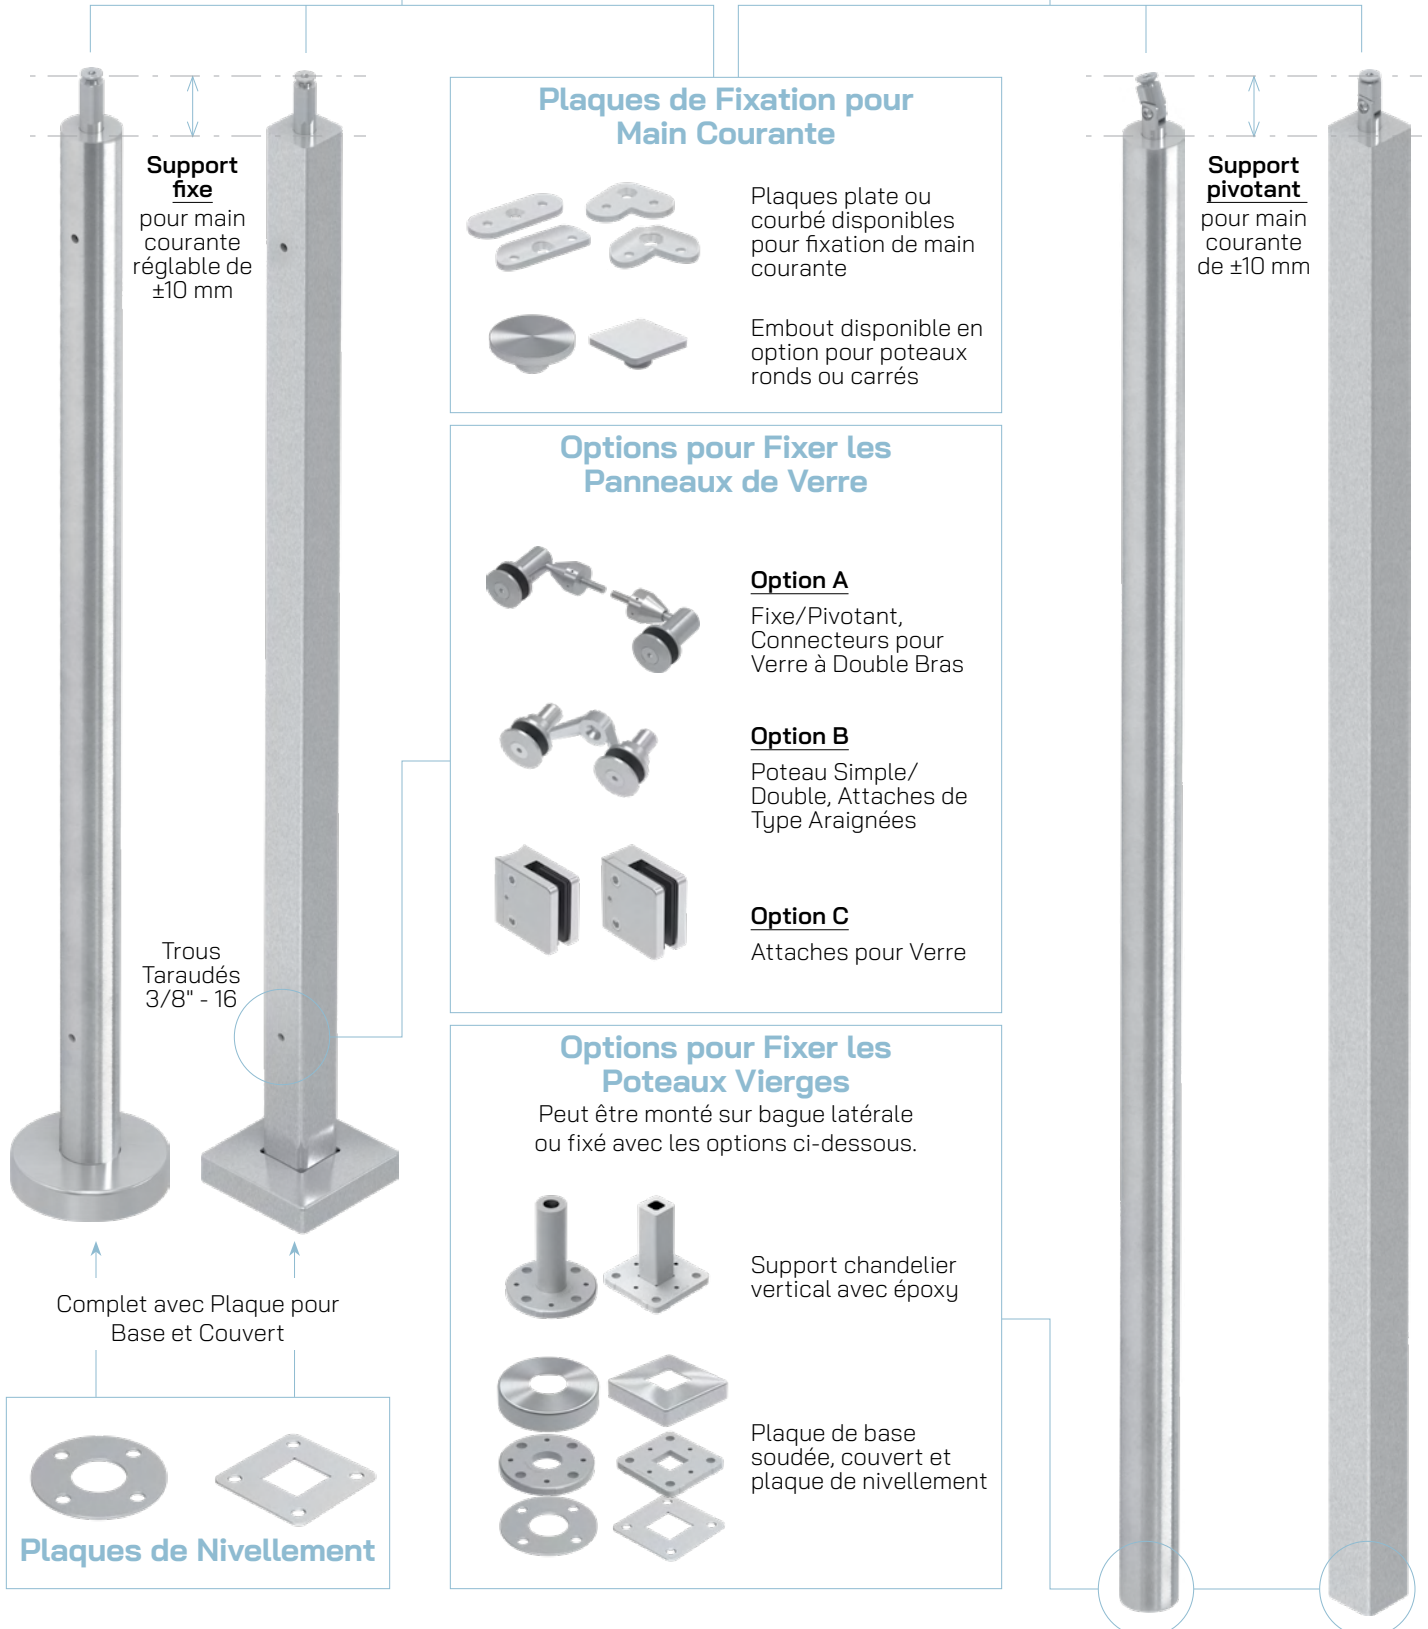 Plaques de Fixation pour
Main Courante
Plaques plate ou
courbé disponibles
pour fixation de main
courante
Embout disponible en
option pour poteaux
ronds ou carrés
Support
fixe
pour main
courante
réglable de
±10 mm
Support
pivotant
pour main
courante
de ±10 mm
Options pour Fixer les
Panneaux de Verre
Option A
Fixe/Pivotant,
Connecteurs pour
Verre à Double Bras
Option B
Poteau Simple/
Double, Attaches de
Type Araignées
Option C
Attaches pour Verre
Trous
Taraudés
3/8" - 16
Options pour Fixer les
Poteaux Vierges
Peut être monté sur bague latérale
ou fixé avec les options ci-dessous.
Support chandelier
vertical avec époxy
Plaque de base
soudée, couvert et
plaque de nivellement
Complet avec Plaque pour
Base et Couvert
Plaques de Nivellement